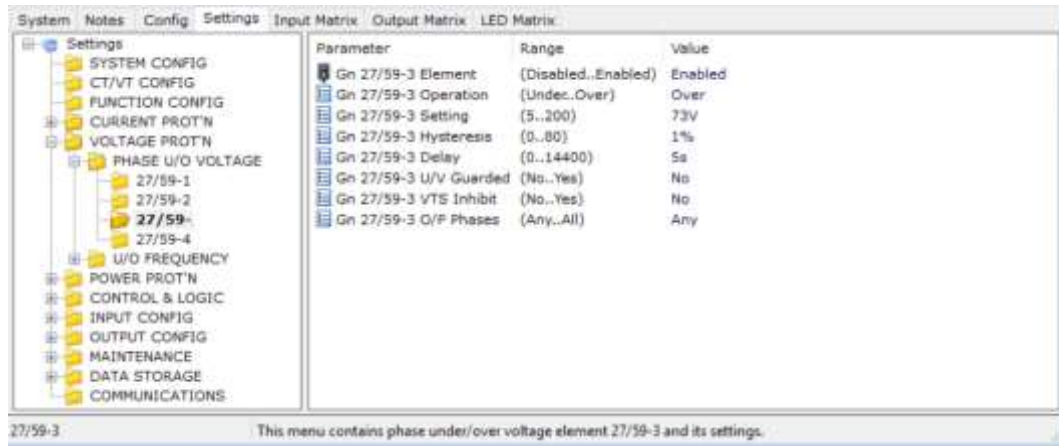 System Notes Config Settings Input Matrix Output Matrix LED Matrix
Settings
SYSTEM CONFIG
CT/VT CONFIG
FUNCTION CONFIG
CURRENT PROT'N
VOLTAGE PROT'N
PHASE U/O VOLTAGE
27/59-1
27/59-2
27/59-
27/59-4
U/O FREQUENCY
POWER PROT'N
CONTROL & LOGIC
INPUT CONFIG
OUTPUT CONFIG
MAINTENANCE
DATA STORAGE
COMMUNICATIONS
Parameter Range Value
Gn 27/59-3 Element (Disabled..Enabled) Enabled
Gn 27/59-3 Operation (Under..Over) Over
Gn 27/59-3 Setting (5..200) 73V
Gn 27/59-3 Hysteresis (0..80) 1%
Gn 27/59-3 Delay (0..14400) 5s
Gn 27/59-3 U/V Guarded (No..Yes) No
Gn 27/59-3 VTS Inhibit (No..Yes) No
Gn 27/59-3 O/P Phases (Any..All) Any
27/59-3 This menu contains phase under/over voltage element 27/59-3 and its settings.